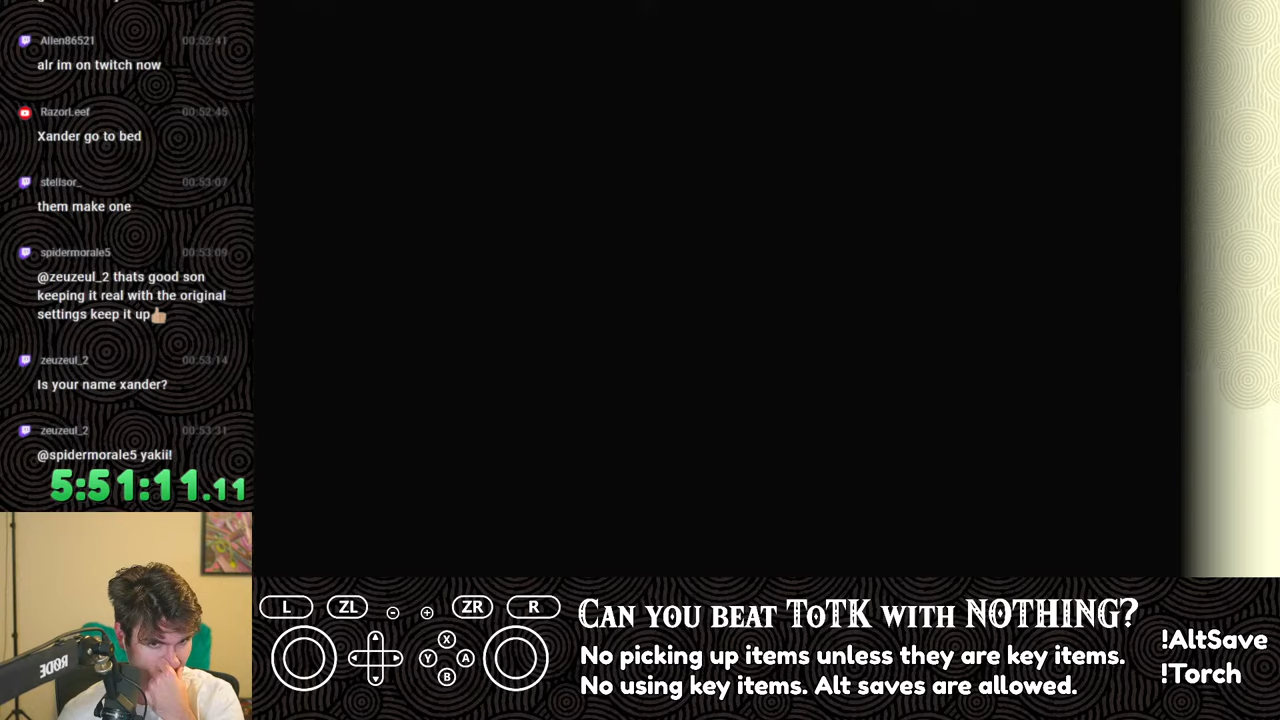 Allen86521 00:52:41
alr im on twitch now
RazorLeef 00:52:45
Xander go to bed
stellsor_ 00:53:07
them make one
spidermorale5 00:53:09
@zeuzeul_2 thats good son
keeping it real with the original
settings keep it up👍🏼
zeuzeul_2 00:53:14
Is your name xander?
zeuzeul_2 00:53:31
@spidermorale5 yakii!
5:51:11.11
RØDE
L ZL - + ZR R
X
Y A
B
CAN YOU BEAT TOTK WITH NOTHING?
No picking up items unless they are key items.
No using key items. Alt saves are allowed.
!AltSave
!Torch